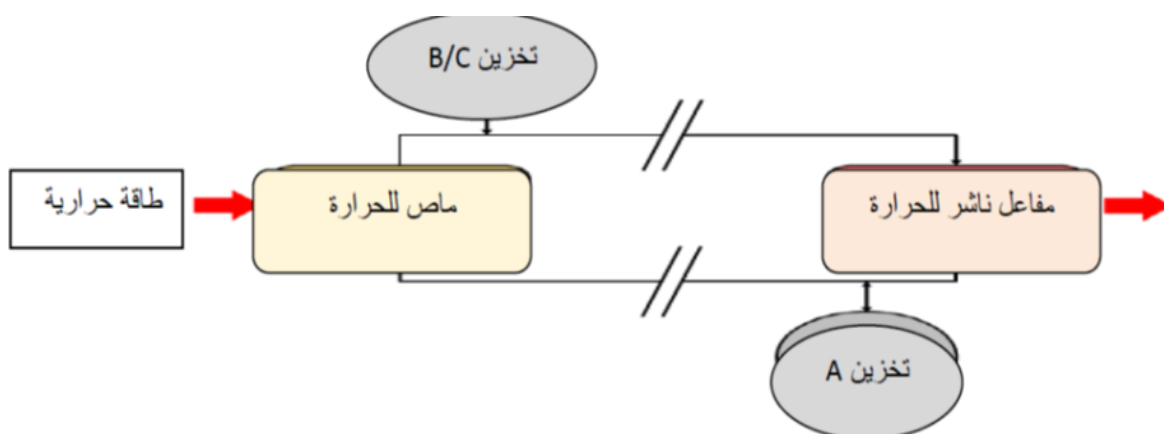 تخزين B/C
طاقة حرارية
ماص للحرارة
مفاعل ناشر للحرارة
تخزين A